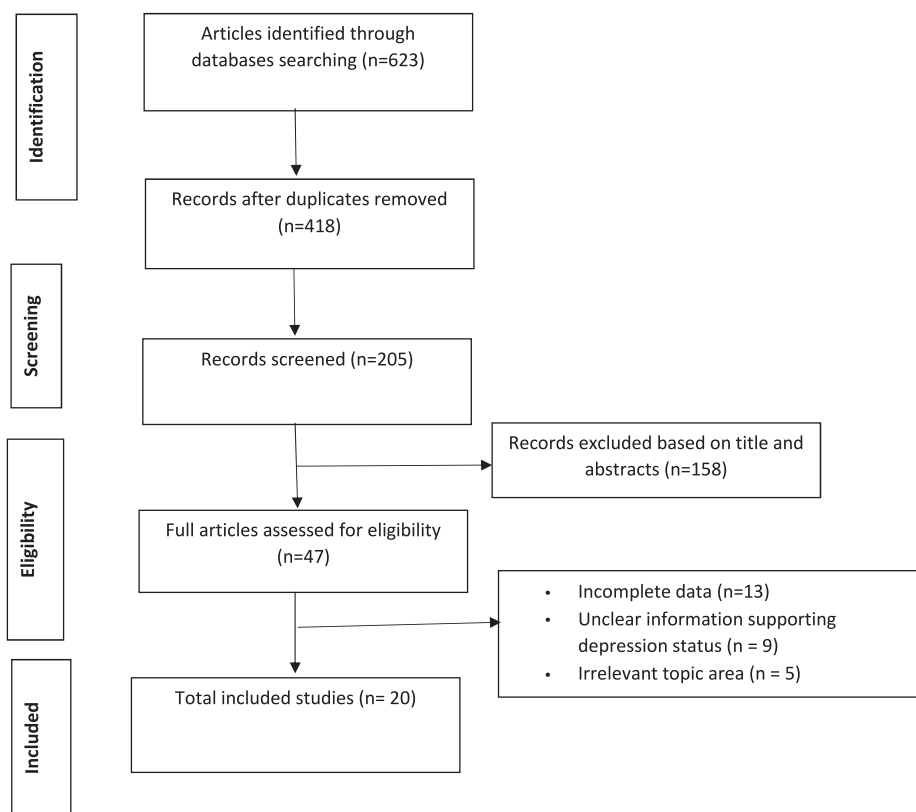 Identification
Articles identified through
databases searching (n=623)
Records after duplicates removed
(n=418)
Screening
Records screened (n=205)
Records excluded based on title and
abstracts (n=158)
Eligibility
Full articles assessed for eligibility
(n=47)
• Incomplete data (n=13)
• Unclear information supporting
depression status (n = 9)
• Irrelevant topic area (n = 5)
Included
Total included studies (n= 20)